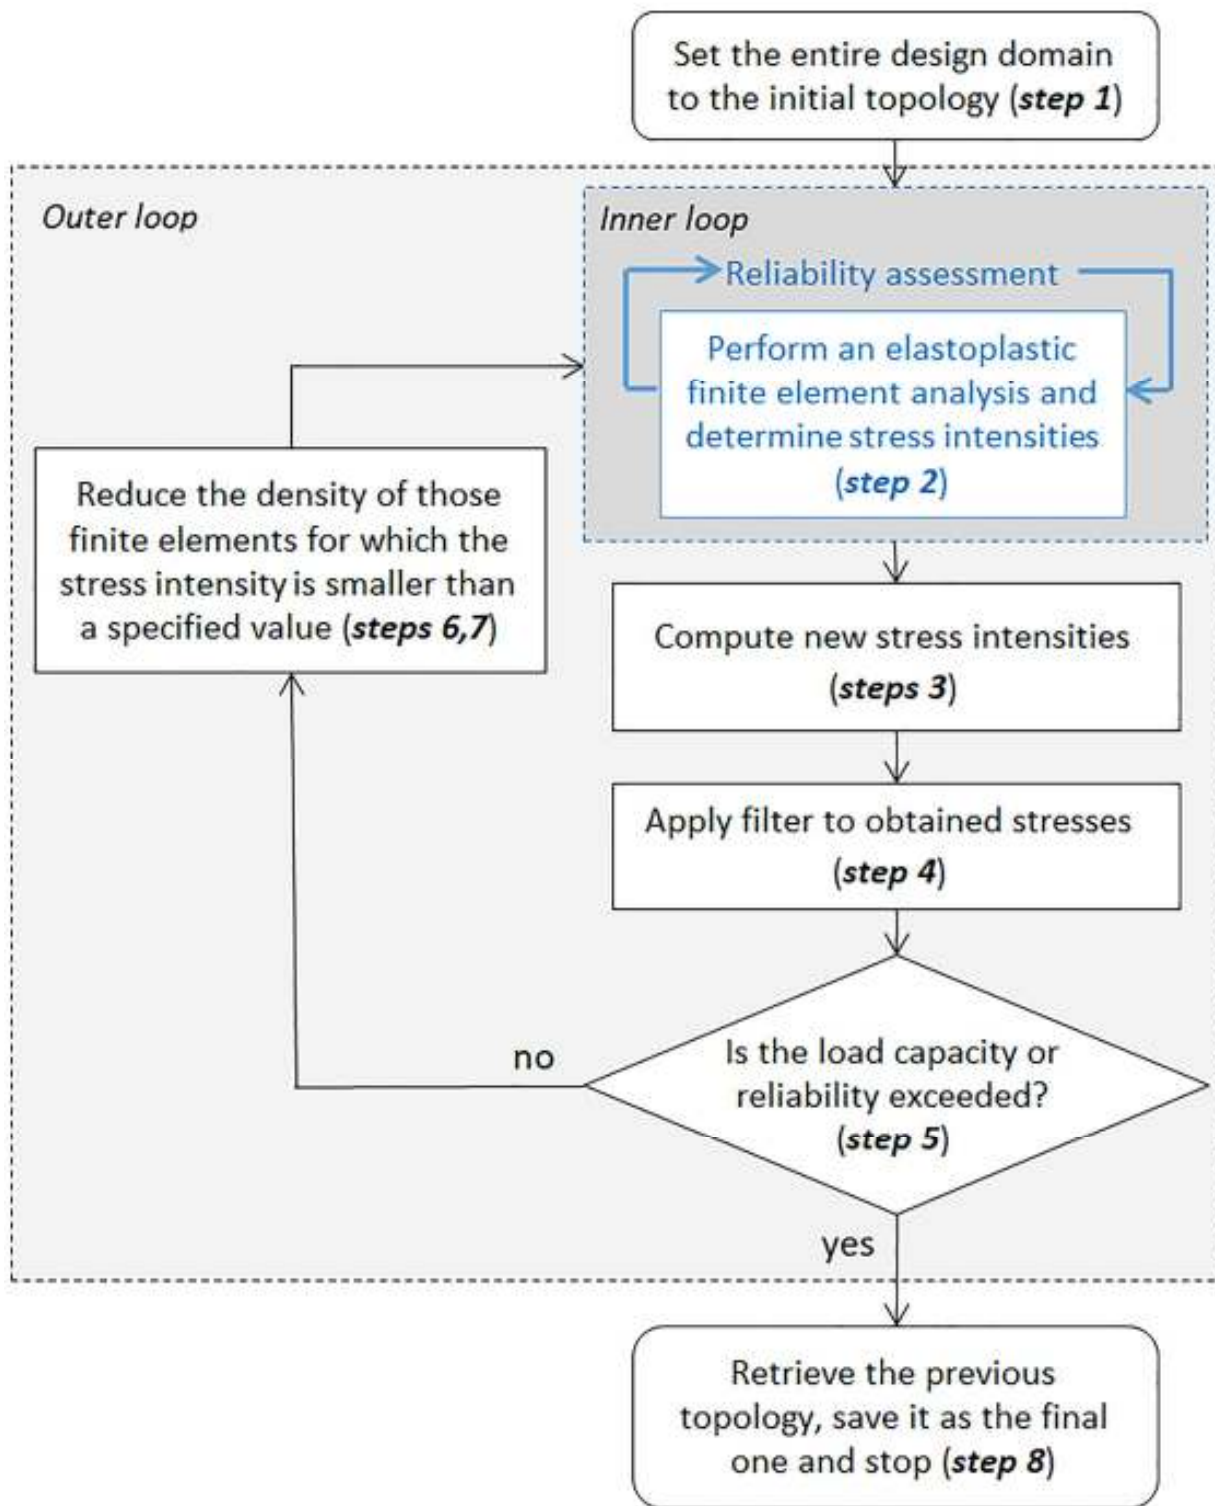 Set the entire design domain
to the initial topology (step 1)
Outer loop
Inner loop
Reliability assessment
Perform an elastoplastic
finite element analysis and
determine stress intensities
(step 2)
Reduce the density of those
finite elements for which the
stress intensity is smaller than
a specified value (steps 6,7)
Compute new stress intensities
(steps 3)
Apply filter to obtained stresses
(step 4)
no
Is the load capacity or
reliability exceeded?
(step 5)
yes
Retrieve the previous
topology, save it as the final
one and stop (step 8)